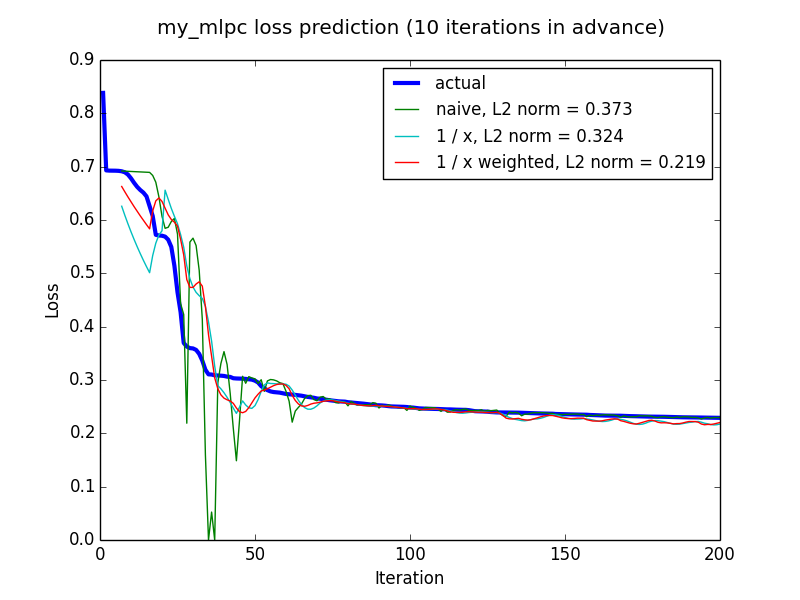 my_mlpc loss prediction (10 iterations in advance)
0.9
0.8
0.7
0.6
0.5
0.4
0.3
0.2
0.1
0.0
Loss
actual
naive, L2 norm = 0.373
1 / x, L2 norm = 0.324
1 / x weighted, L2 norm = 0.219
0 50 100 150 200
Iteration